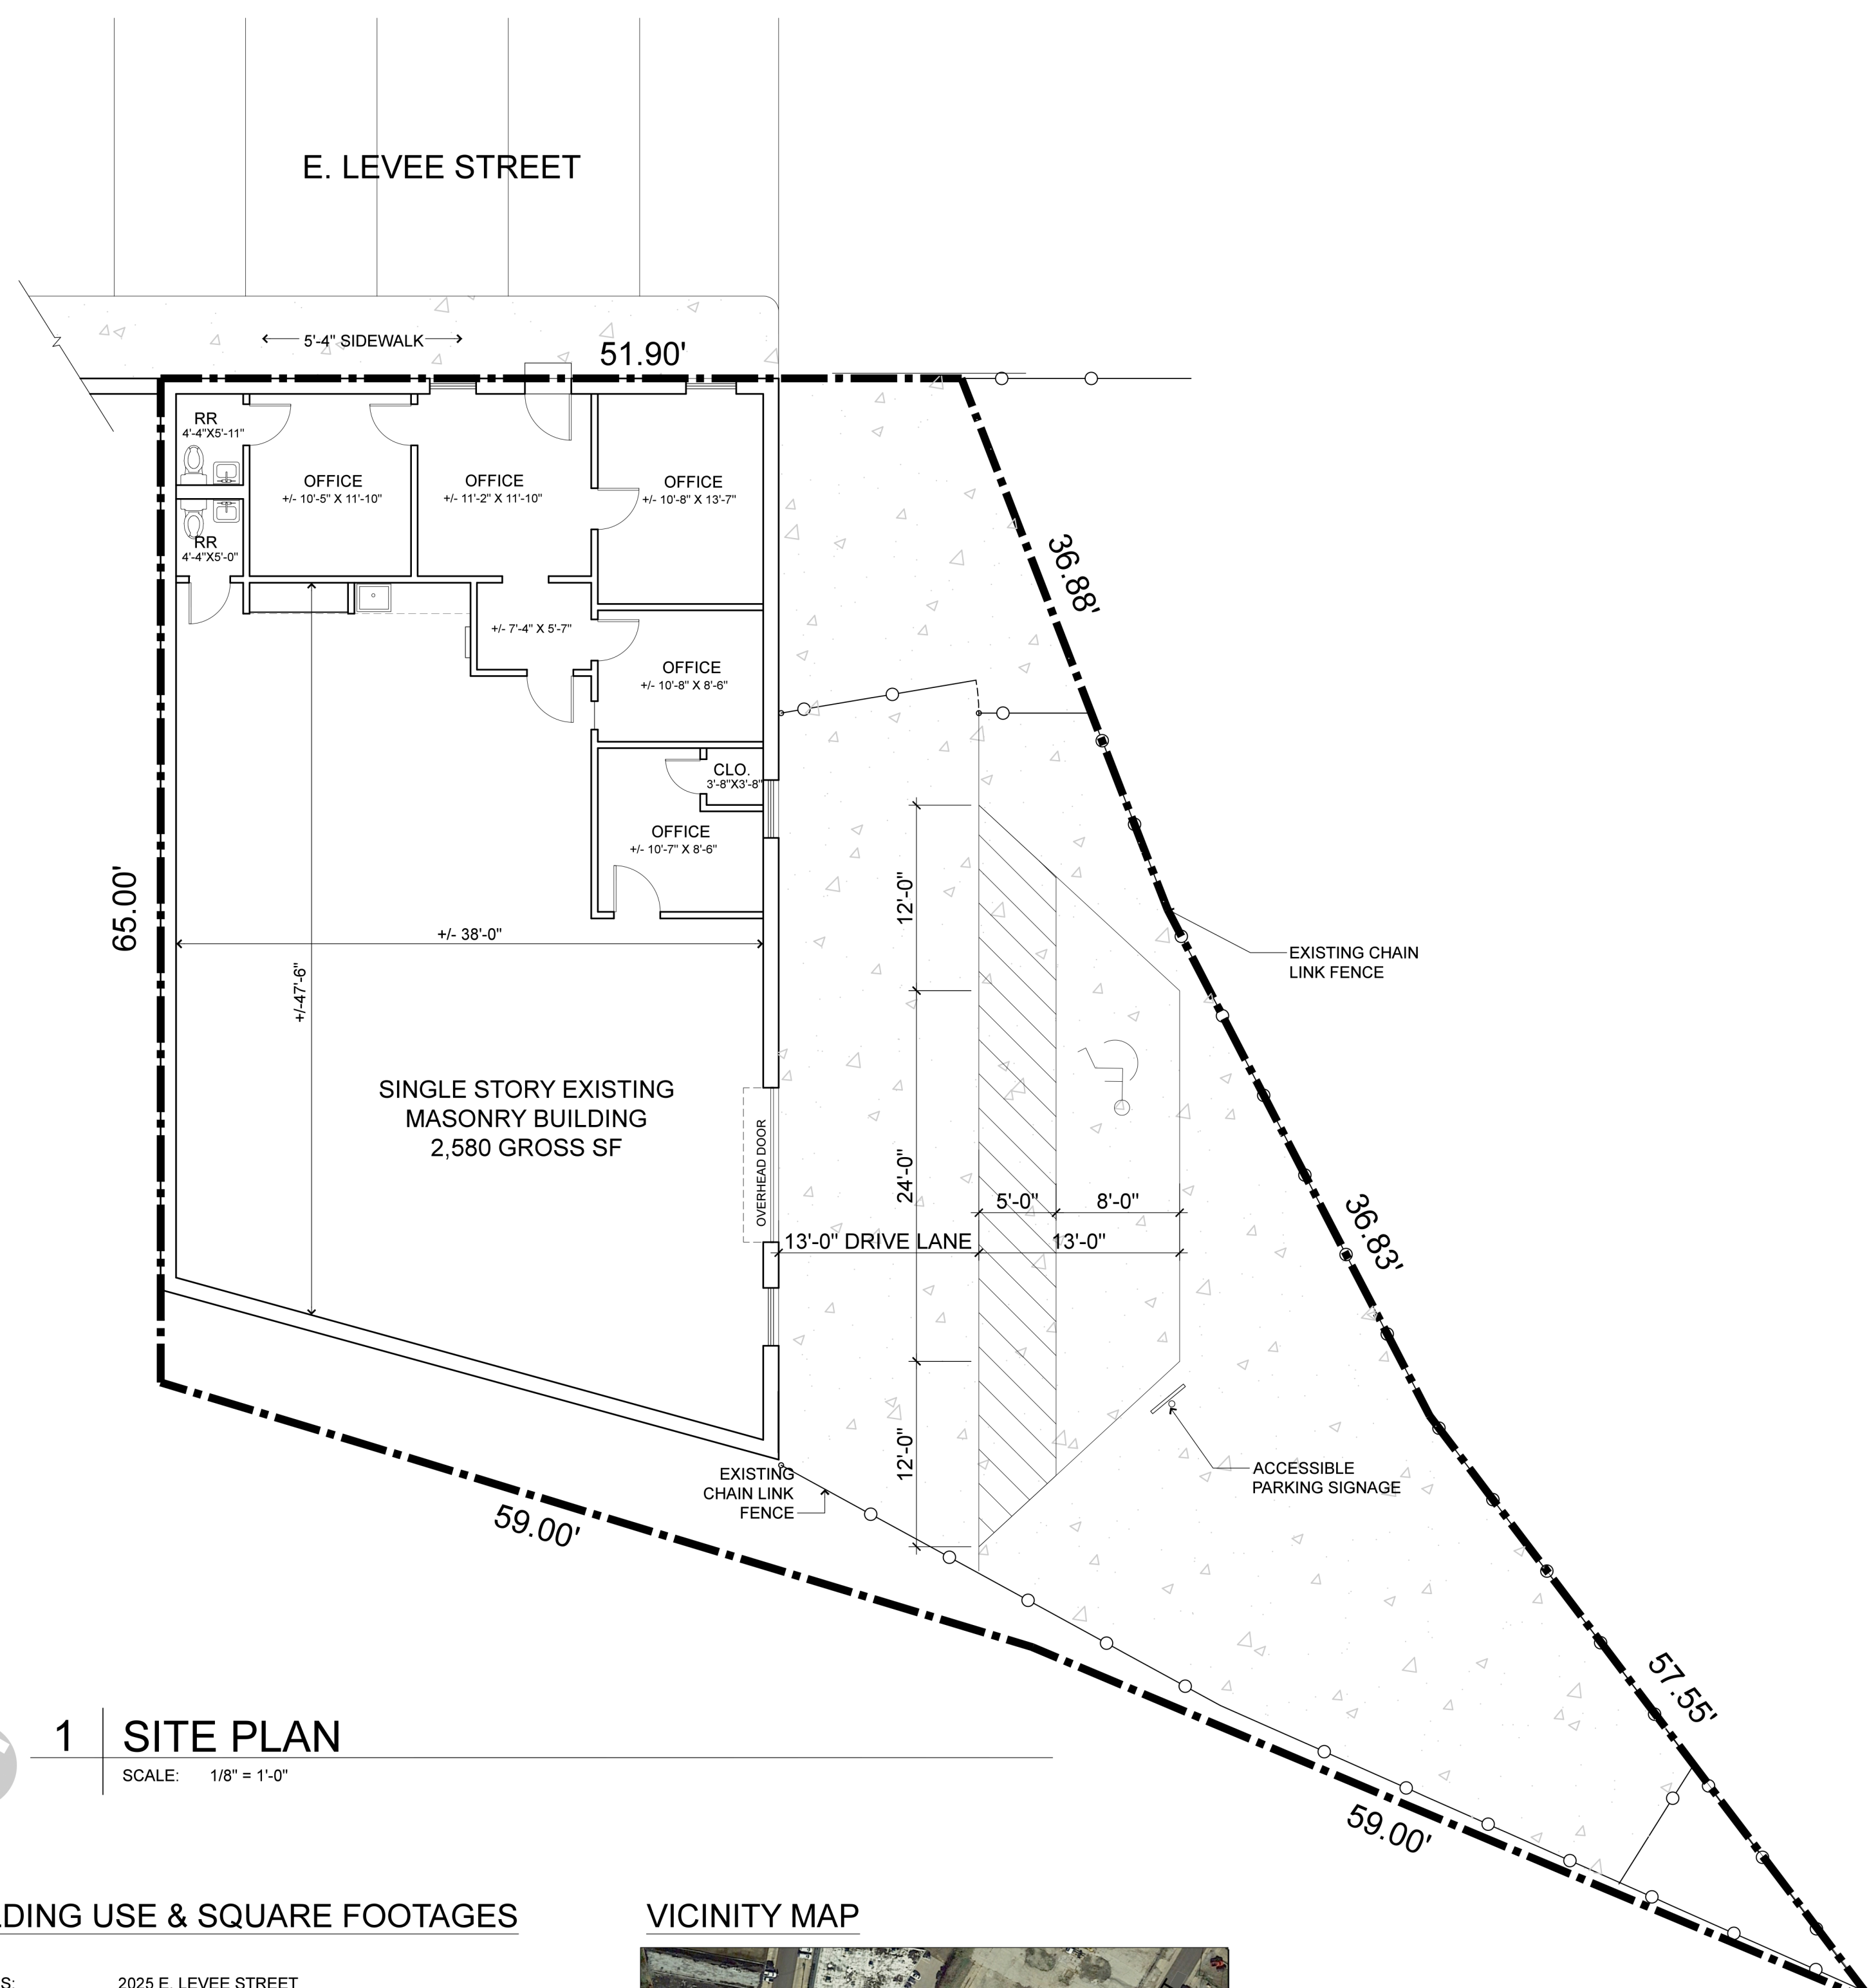 E. LEVEE STREET
5'-4" SIDEWALK
51.90'
RR
4'-4"X5'-11"
OFFICE
+/- 10'-5" X 11'-10"
OFFICE
+/- 11'-2" X 11'-10"
OFFICE
+/- 10'-8" X 13'-7"
RR
4'-4"X5'-0"
36.88'
+/- 7'-4" X 5'-7"
OFFICE
+/- 10'-8" X 8'-6"
CLO.
3'-8"X3'-8"
OFFICE
+/- 10'-7" X 8'-6"
65.00'
+/- 38'-0"
+/-47'-6"
12'-0"
EXISTING CHAIN
LINK FENCE
SINGLE STORY EXISTING
MASONRY BUILDING
2,580 GROSS SF
OVERHEAD DOOR
24'-0"
5'-0"
8'-0"
13'-0" DRIVE LANE
13'-0"
36.83'
12'-0"
EXISTING
CHAIN LINK
FENCE
ACCESSIBLE
PARKING SIGNAGE
59.00'
57.55'
59.00'
1
SITE PLAN
SCALE: 1/8" = 1'-0"
LDING USE & SQUARE FOOTAGES
VICINITY MAP
S: 2025 E. LEVEE STREET